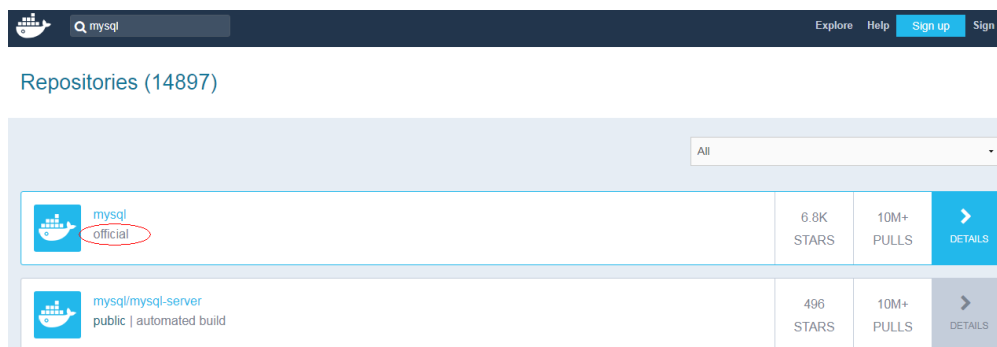 mysql Explore Help Sign up Sign
Repositories (14897)
All
mysql
official
6.8K
STARS
10M+
PULLS
DETAILS
mysql/mysql-server
public | automated build
496
STARS
10M+
PULLS
DETAILS